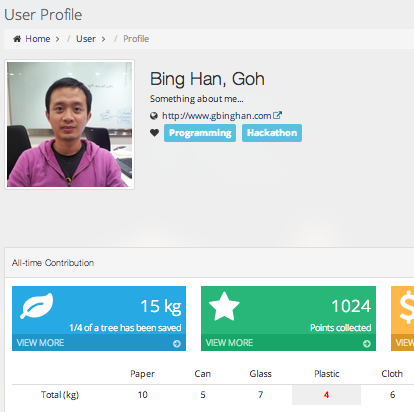 User Profile
Home > / User > / Profile
Bing Han, Goh
Something about me...
http://www.gbinghan.com
Programming Hackathon
All-time Contribution
15 kg
1/4 of a tree has been saved
VIEW MORE
1024
Points collected
VIEW MORE
$
VIEW
Paper Can Glass Plastic Cloth
Total (kg) 10 5 7 4 6